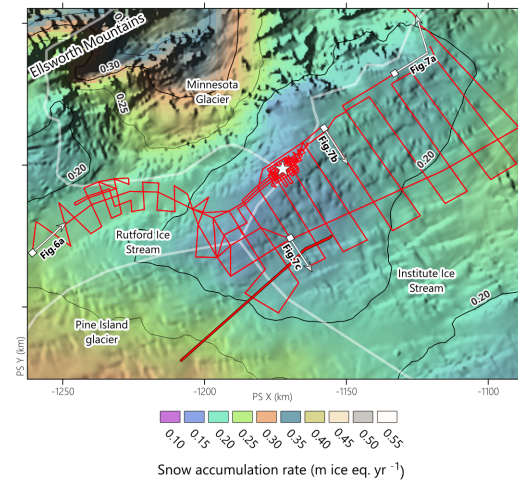 Ellsworth Mountains
0.20
0.30
0.25
Minnesota
Glacier
Fig.7a
Fig.7b
0.20
0.20
Fig.6a
Rutford Ice
Stream
Fig.7c
Institute Ice
Stream
0.20
Pine Island
glacier
PS Y (km)
-1250
-1200
-1150
-1100
PS X (km)
0.10
0.15
0.20
0.25
0.30
0.35
0.40
0.45
0.50
0.55
Snow accumulation rate (m ice eq. yr -1)